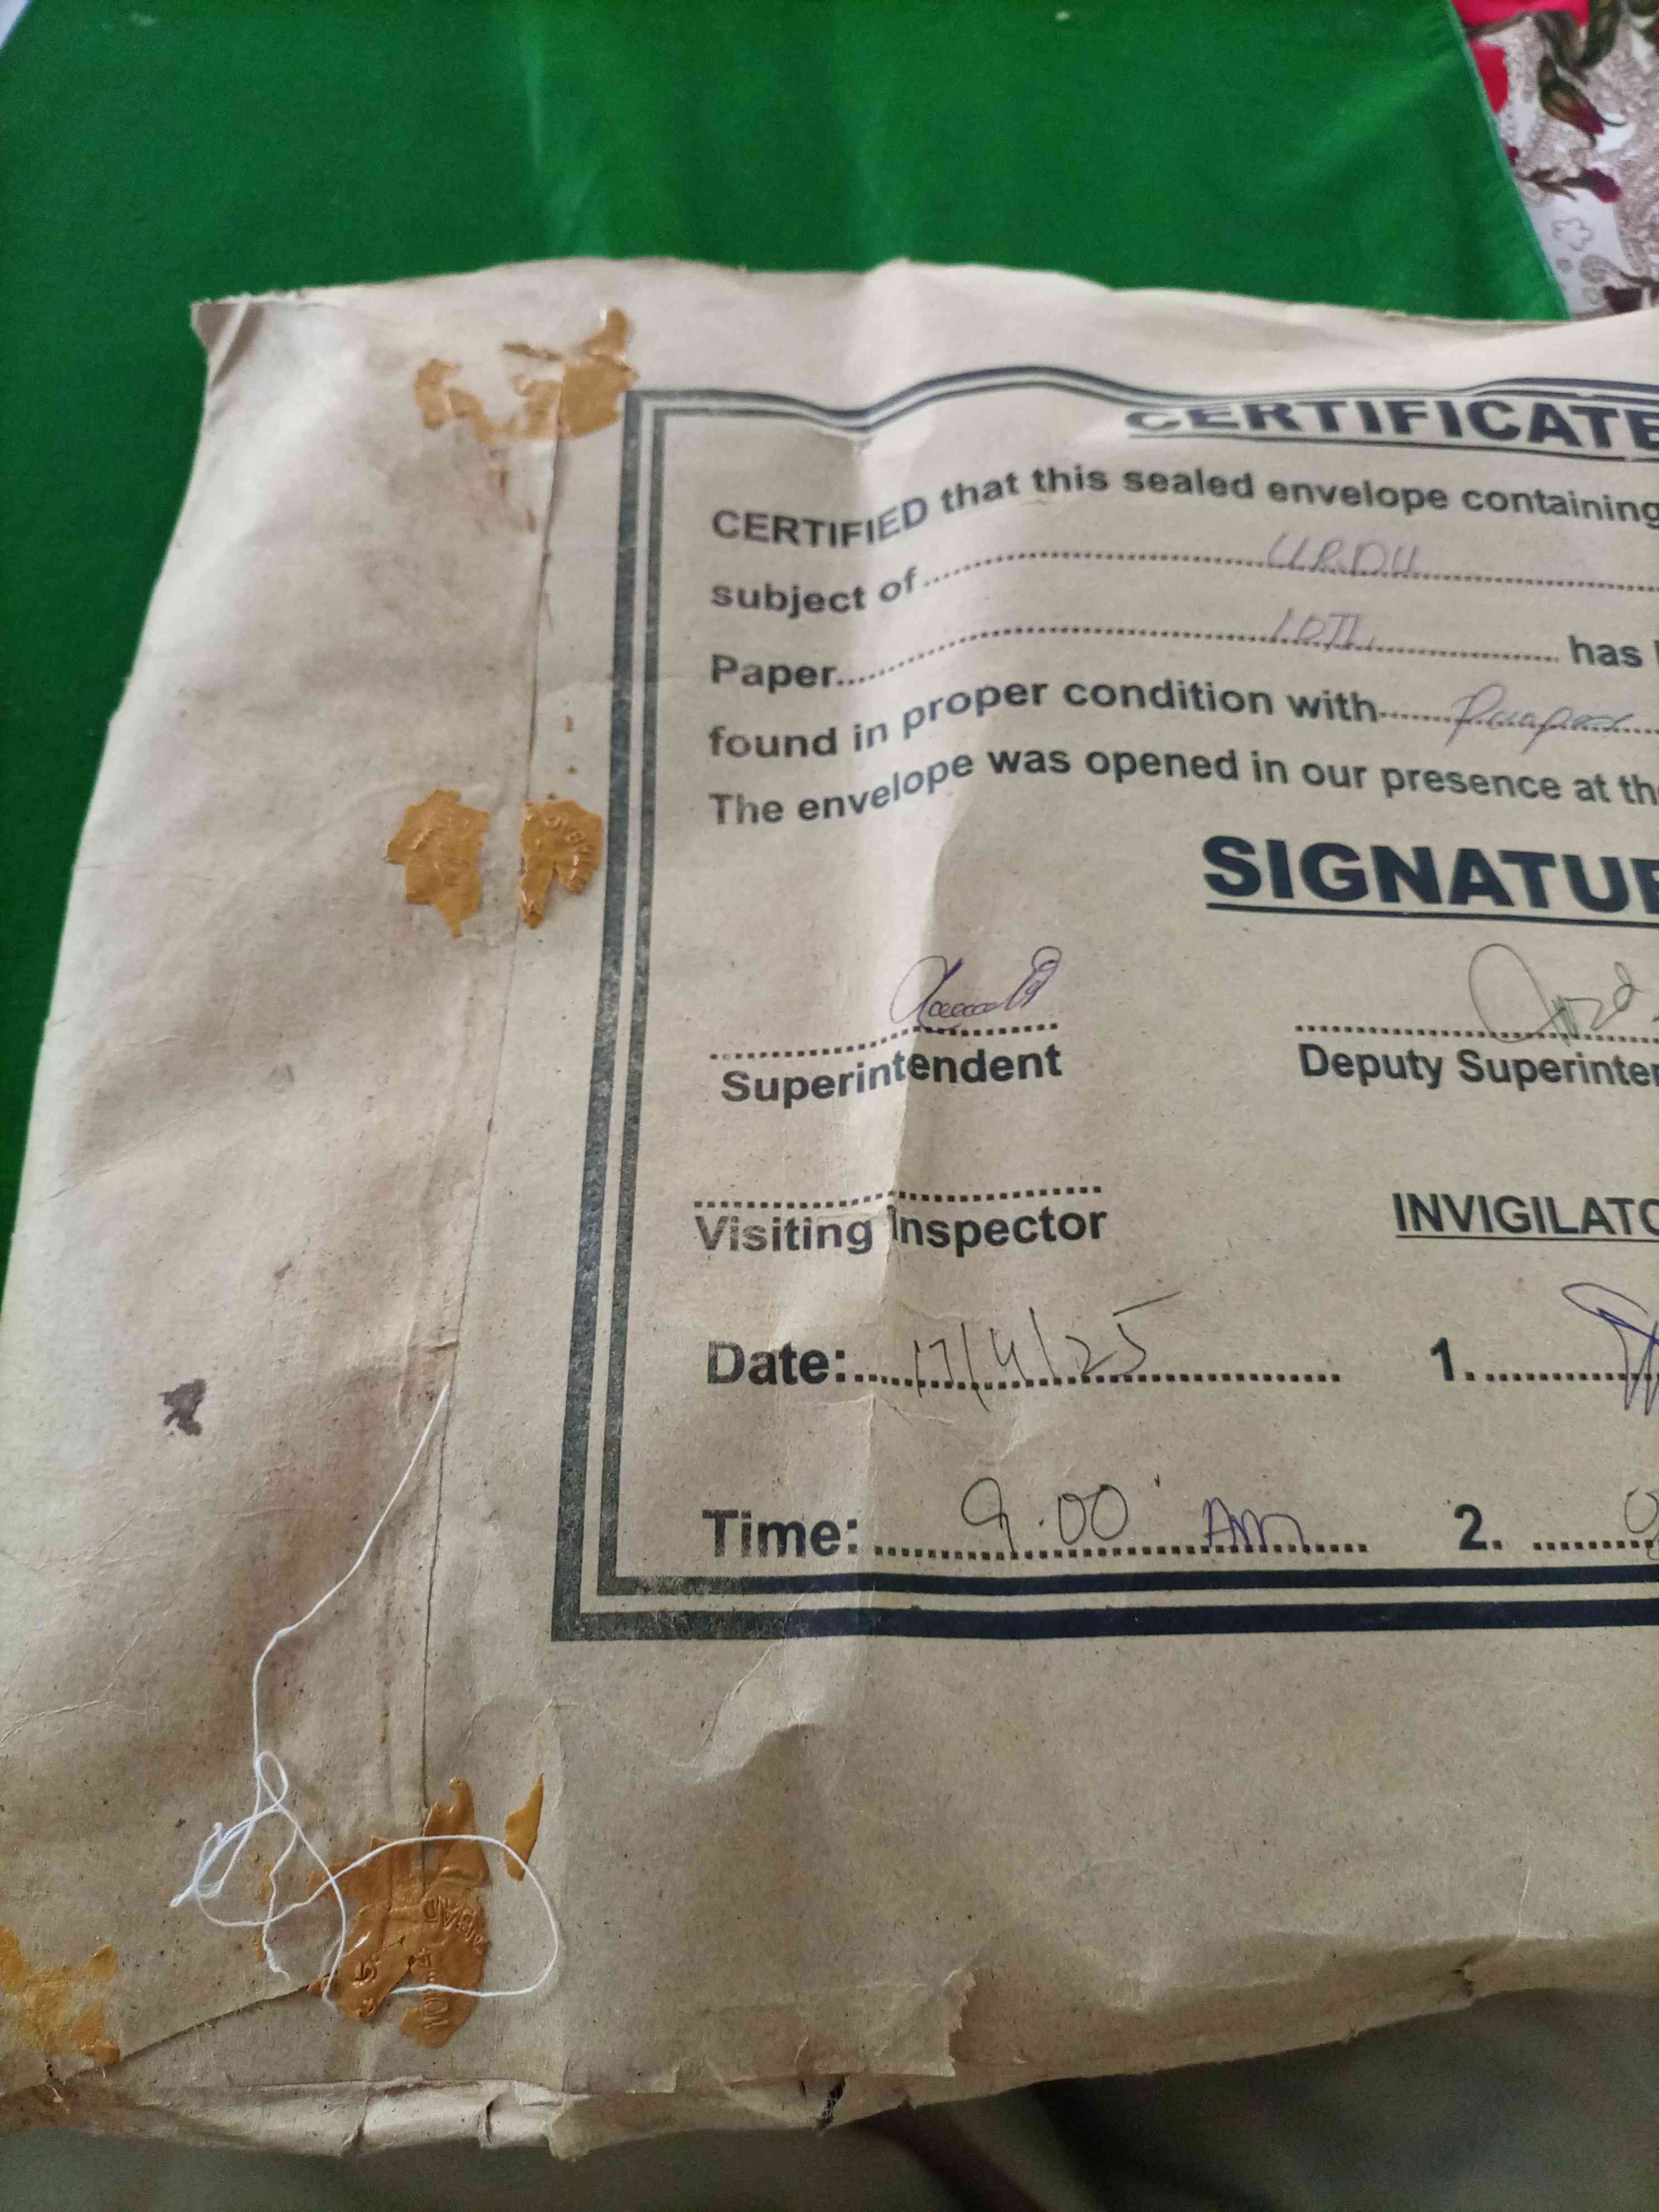 CERTIFICATE
CERTIFIED that this sealed envelope containing
subject of URDU
Paper 10TH has
found in proper condition with
The envelope was opened in our presence at th
SIGNATU
Superintendent
Deputy Superinten
Visiting Inspector
INVIGILATO
Date: 17/4/25 1.
Time: 9.00 Am 2.